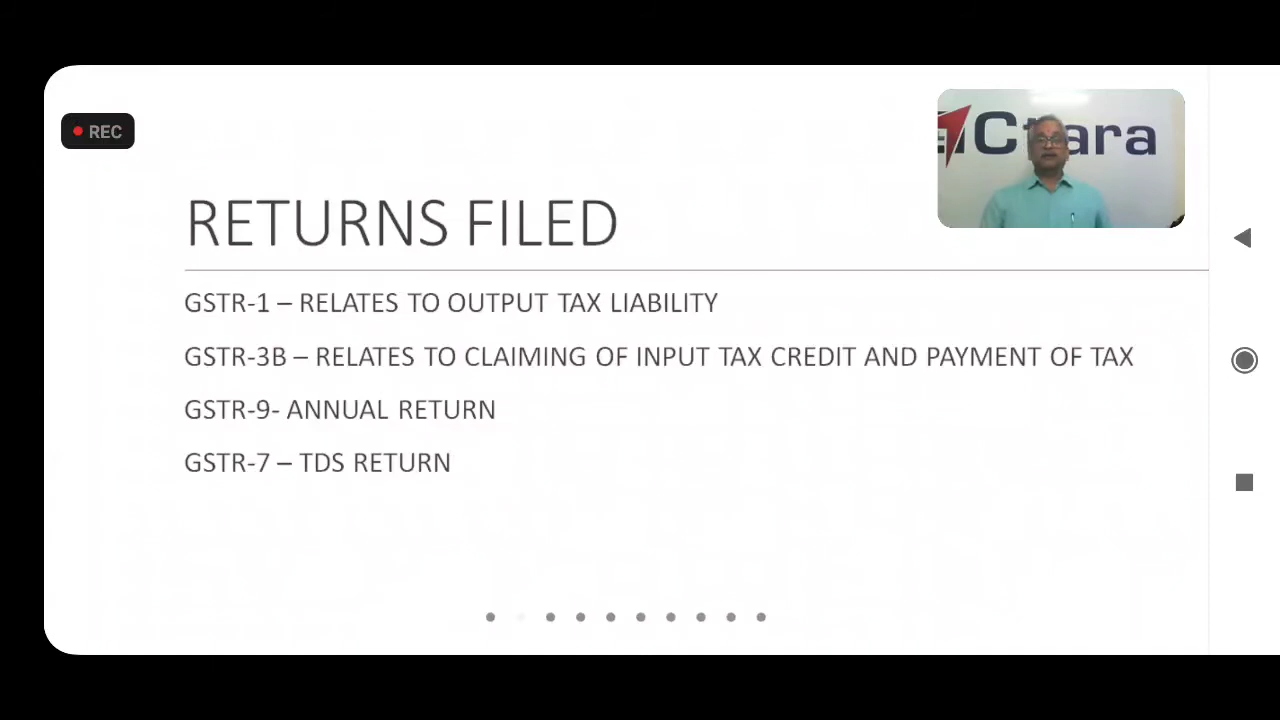 REC
Ctara
RETURNS FILED
GSTR-1 – RELATES TO OUTPUT TAX LIABILITY
GSTR-3B – RELATES TO CLAIMING OF INPUT TAX CREDIT AND PAYMENT OF TAX
GSTR-9- ANNUAL RETURN
GSTR-7 – TDS RETURN